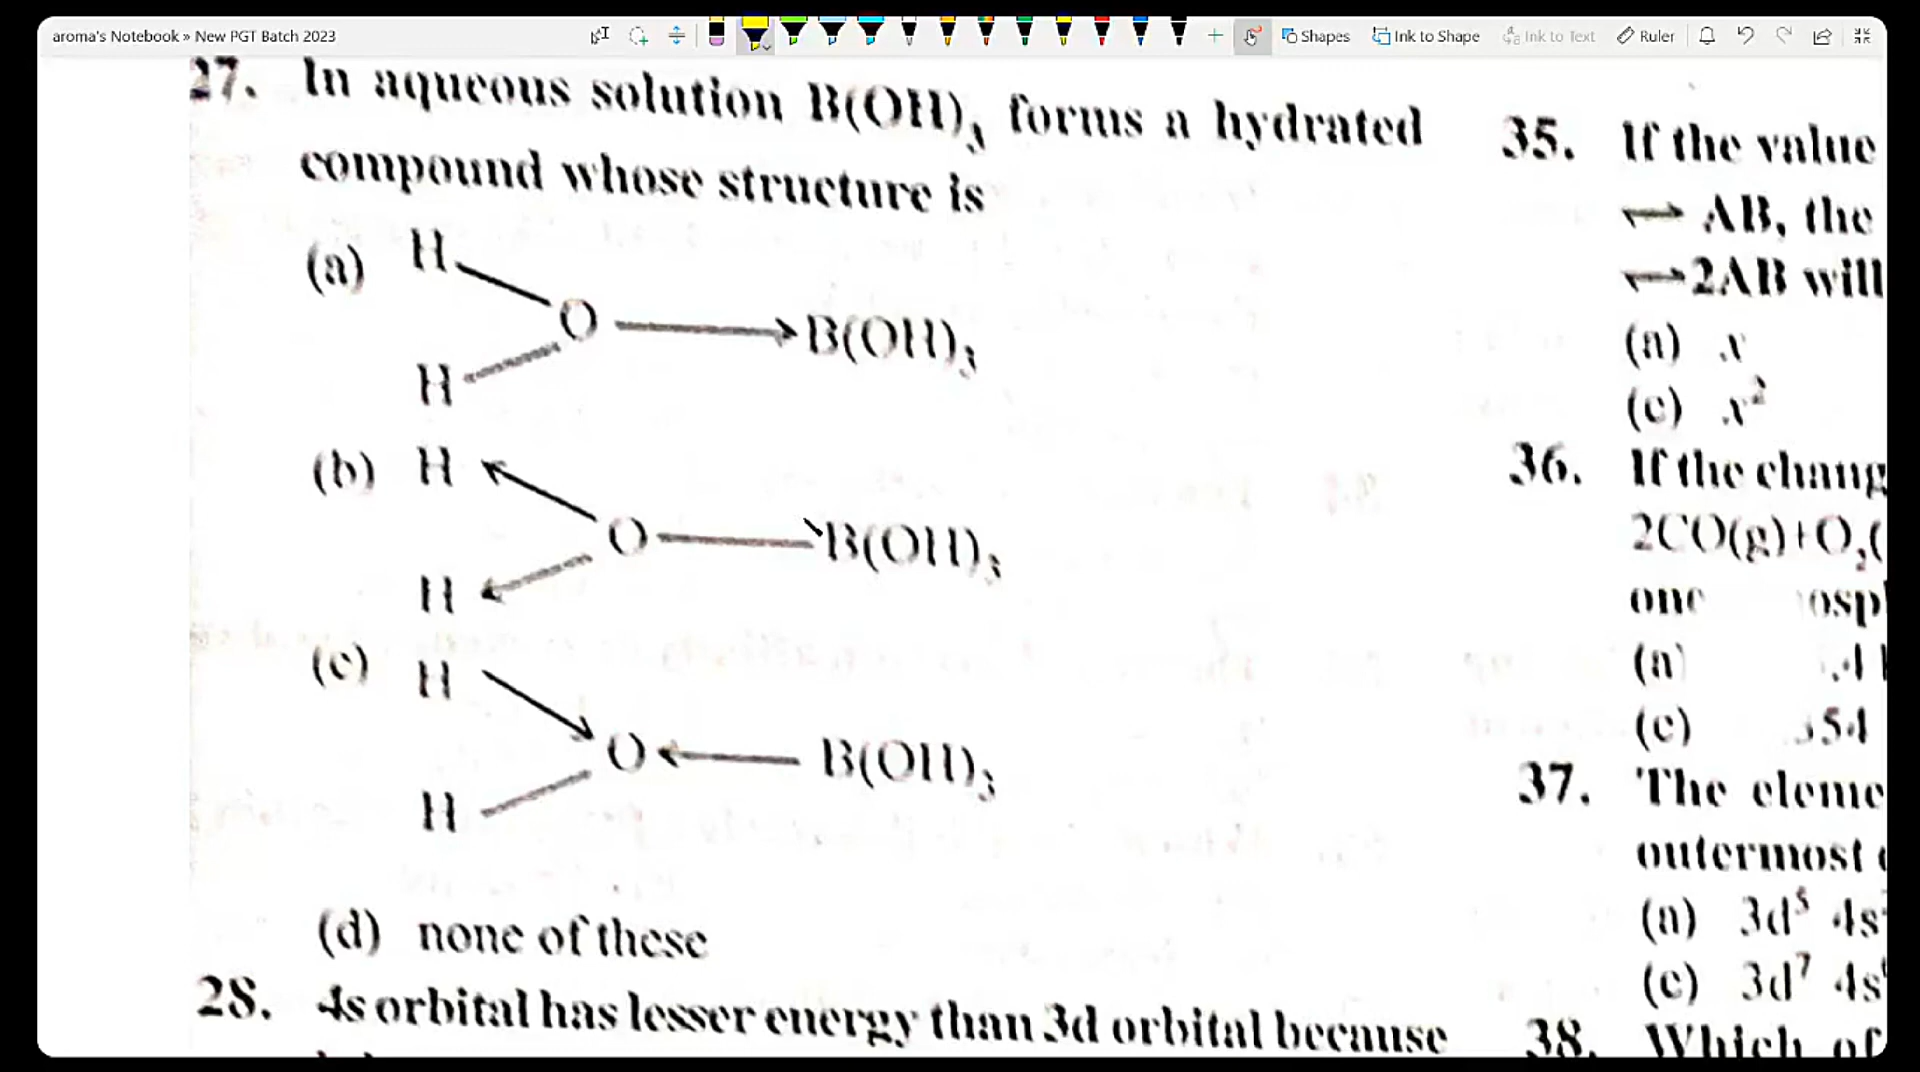 aroma's Notebook » New PGT Batch 2023
Shapes Ink to Shape Ink to Text Ruler
27. In aqueous solution B(OH)₃ forms a hydrated
compound whose structure is
(a) H
O B(OH)₃
H
(b) H
O B(OH)₃
H
(c) H
O B(OH)₃
H
(d) none of these
28. 4s orbital has lesser energy than 3d orbital because
35. If the value
⇌ AB, the
⇌ 2AB will
(a) x
(c) x²
36. If the chang
2CO(g)+O₂(
one
(a)
(c) 354
37. The eleme
outermost
(a) 3d⁵ 4s
(c) 3d⁷ 4s
38. Which of